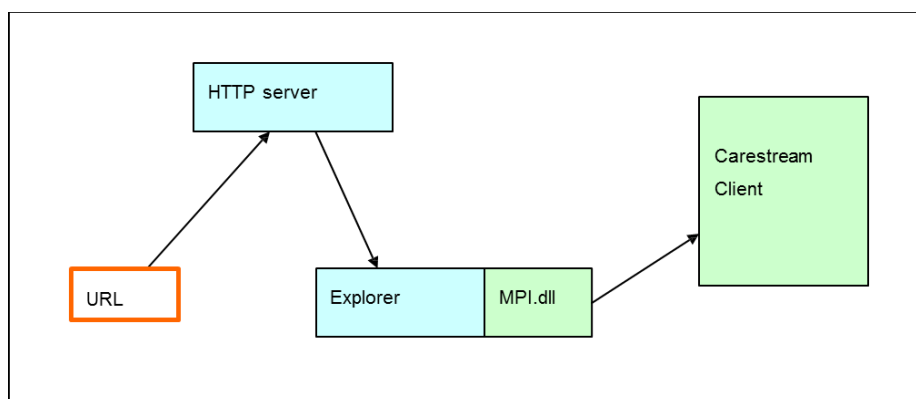 HTTP server
Carestream
Client
URL
Explorer
MPI.dll